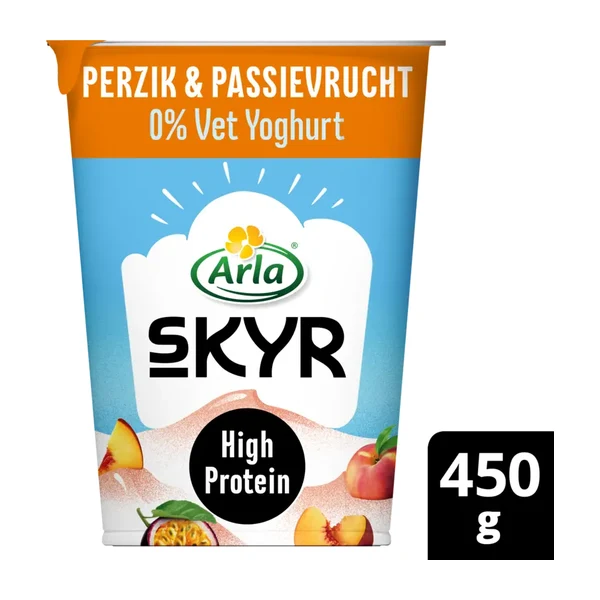 PERZIK & PASSIEVRUCHT
0% Vet Yoghurt
Arla®
SKYR
High
Protein
450
g